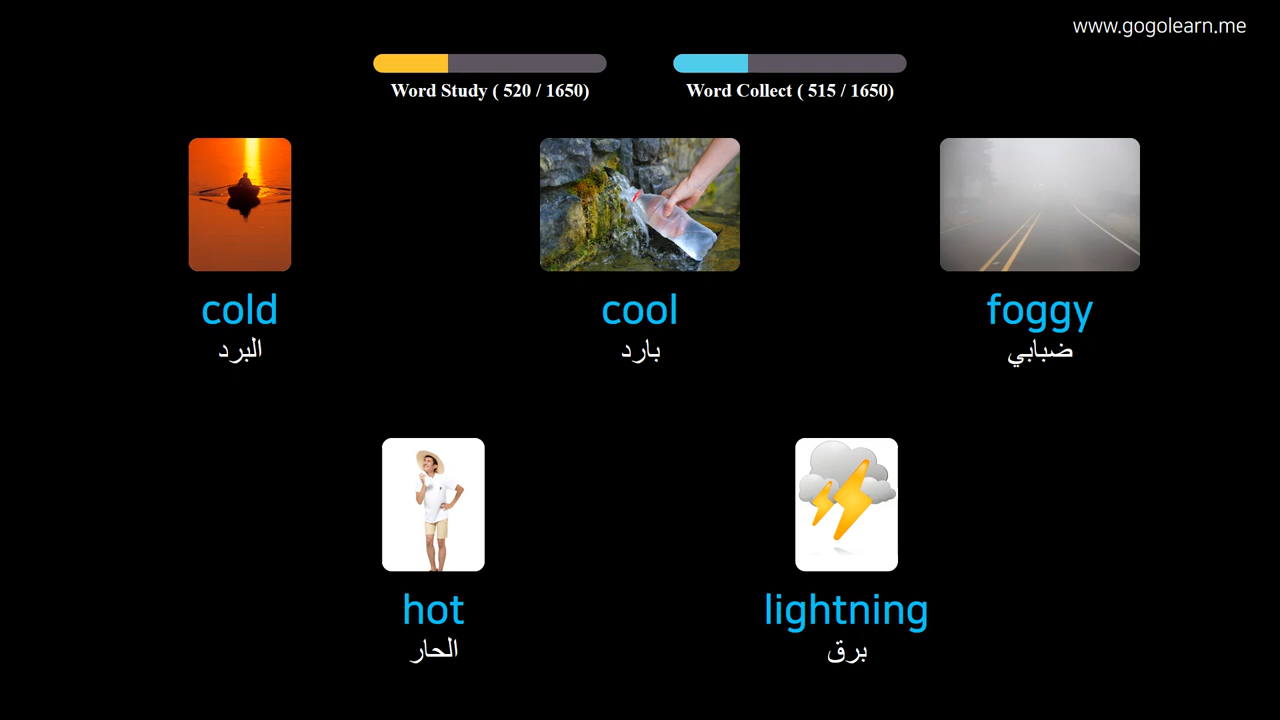 www.gogolearn.me
Word Study ( 520 / 1650)
Word Collect ( 515 / 1650)
cold
البرد
cool
بارد
foggy
ضبابي
hot
الحار
lightning
برق